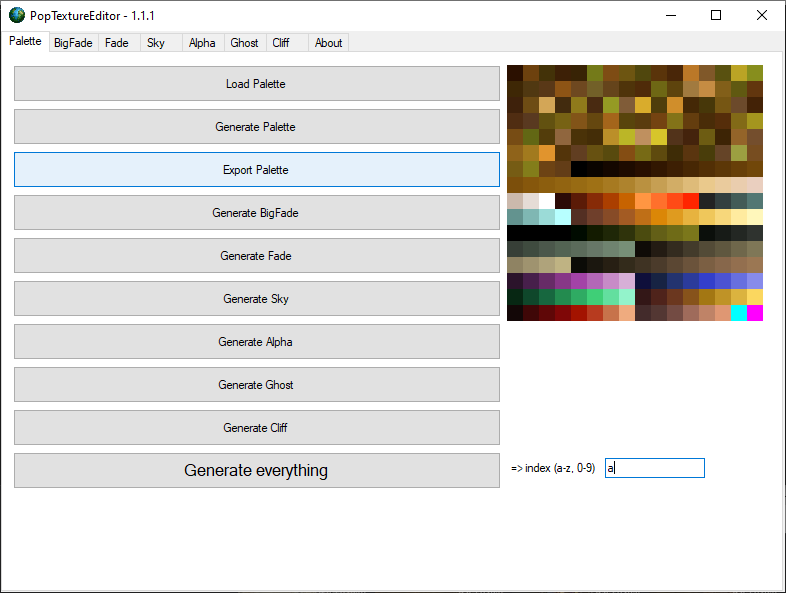 PopTextureEditor - 1.1.1
Palette BigFade Fade Sky Alpha Ghost Cliff About
Load Palette
Generate Palette
Export Palette
Generate BigFade
Generate Fade
Generate Sky
Generate Alpha
Generate Ghost
Generate Cliff
Generate everything
=> index (a-z, 0-9) a